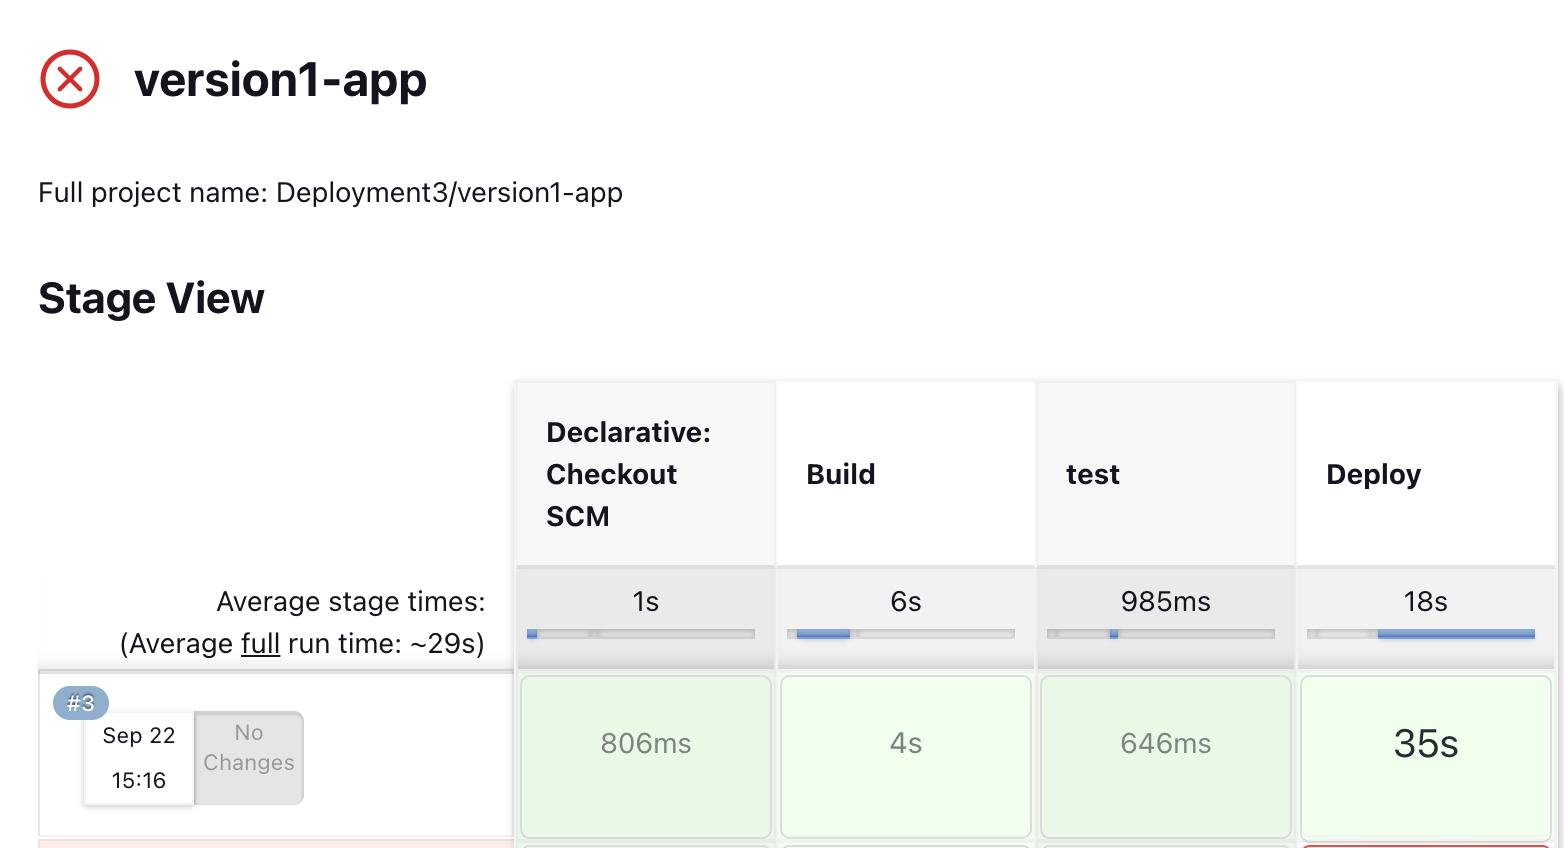 version1-app
Full project name: Deployment3/version1-app
Stage View
Declarative:
Checkout
SCM
Build
test
Deploy
Average stage times:
(Average full run time: ~29s)
1s
6s
985ms
18s
#3
Sep 22
15:16
No
Changes
806ms
4s
646ms
35s